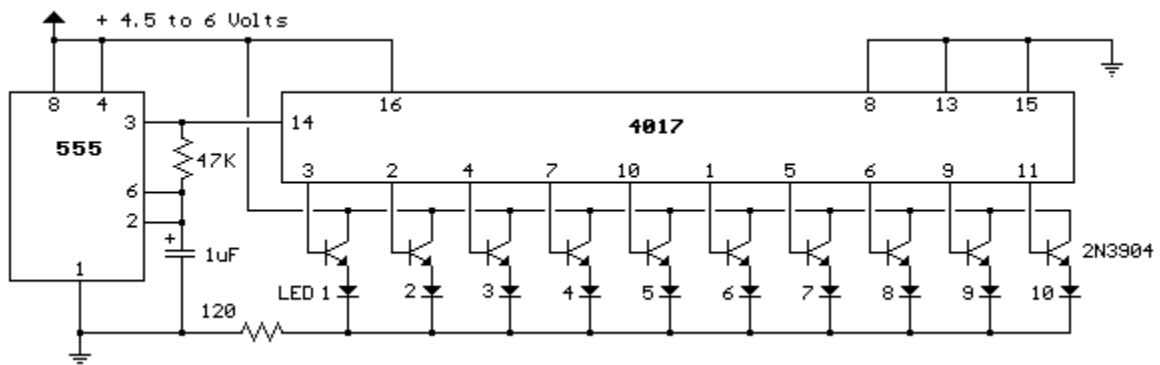 + 4.5 to 6 Volts
8 4 16 8 13 15
3 14 4017
555
47K 3 2 4 7 10 1 5 6 9 11
6
2
+
1uF 2N3904
1
LED 1 2 3 4 5 6 7 8 9 10
120